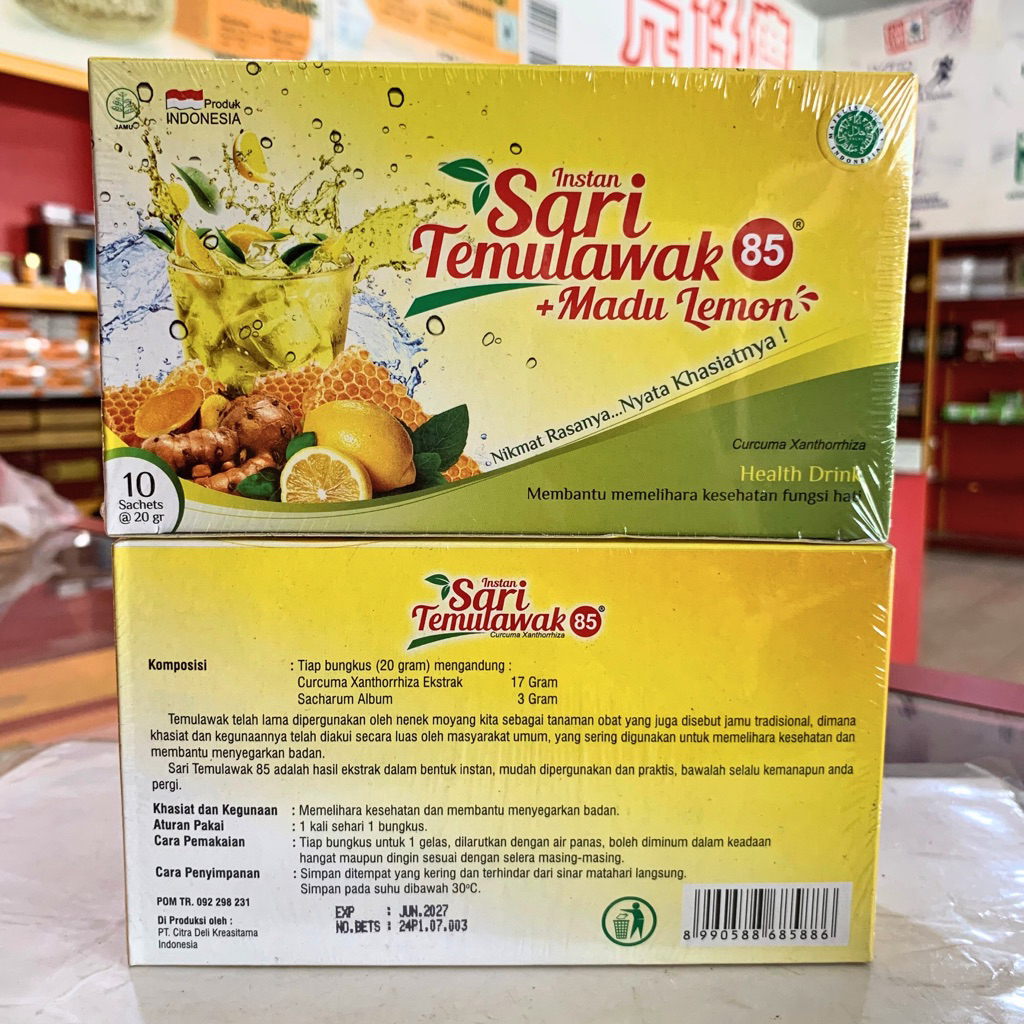 JAMU
Produk
INDONESIA
MAJELIS ULAMA INDONESIA
Instan
Sari
Temulawak 85®
+Madu Lemon
Nikmat Rasanya...Nyata Khasiatnya !
Curcuma Xanthorrhiza
Health Drink
Membantu memelihara kesehatan fungsi hati
10
Sachets
@ 20 gr
Instan
Sari
Temulawak 85®
Curcuma Xanthorrhiza
Komposisi : Tiap bungkus (20 gram) mengandung :
Curcuma Xanthorrhiza Ekstrak 17 Gram
Sacharum Album 3 Gram
Temulawak telah lama dipergunakan oleh nenek moyang kita sebagai tanaman obat yang juga disebut jamu tradisional, dimana
khasiat dan kegunaannya telah diakui secara luas oleh masyarakat umum, yang sering digunakan untuk memelihara kesehatan dan
membantu menyegarkan badan.
Sari Temulawak 85 adalah hasil ekstrak dalam bentuk instan, mudah dipergunakan dan praktis, bawalah selalu kemanapun anda
pergi.
Khasiat dan Kegunaan : Memelihara kesehatan dan membantu menyegarkan badan.
Aturan Pakai : 1 kali sehari 1 bungkus.
Cara Pemakaian : Tiap bungkus untuk 1 gelas, dilarutkan dengan air panas, boleh diminum dalam keadaan
hangat maupun dingin sesuai dengan selera masing-masing.
Cara Penyimpanan : Simpan ditempat yang kering dan terhindar dari sinar matahari langsung.
Simpan pada suhu dibawah 30°C.
POM TR. 092 298 231
Di Produksi oleh :
PT. Citra Deli Kreasitama
Indonesia
EXP : JUN.2027
NO.BETS : 24P1.07.003
8 990588 685886